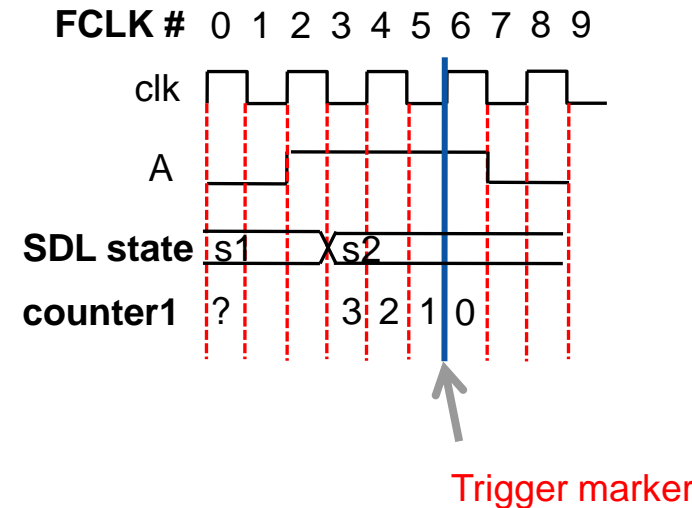 FCLK # 0 1 2 3 4 5 6 7 8 9
clk
A
SDL state s1 s2
counter1 ? 3 2 1 0
Trigger marker